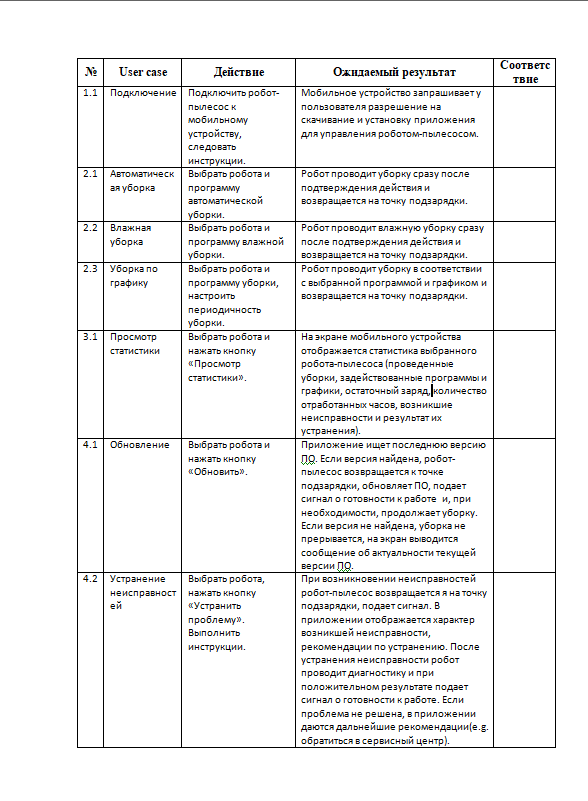 № User case Действие Ожидаемый результат Соответс
твие
1.1 Подключение Подключить робот- Мобильное устройство запрашивает у
пылесос к пользователя разрешение на
мобильному скачивание и установку приложения
устройству, для управления роботом-пылесосом.
следовать
инструкции.
2.1 Автоматическ Выбрать робота и Робот проводит уборку сразу после
ая уборка программу подтверждения действия и
автоматической возвращается на точку подзарядки.
уборки.
2.2 Влажная Выбрать робота и Робот проводит влажную уборку сразу
уборка программу влажной после подтверждения действия и
уборки. возвращается на точку подзарядки.
2.3 Уборка по Выбрать робота и Робот проводит уборку в соответствии
графику программу уборки, с выбранной программой и графиком и
настроить возвращается на точку подзарядки.
периодичность
уборки.
3.1 Просмотр Выбрать робота и На экране мобильного устройства
статистики нажать кнопку отображается статистика выбранного
«Просмотр робота-пылесоса (проведенные
статистики». уборки, задействованные программы и
графики, остаточный заряд, количество
отработанных часов, возникшие
неисправности и результат их
устранения).
4.1 Обновление Выбрать робота и Приложение ищет последнюю версию
нажать кнопку ПО. Если версия найдена, робот-
«Обновить». пылесос возвращается к точке
подзарядки, обновляет ПО, подает
сигнал о готовности к работе и, при
необходимости, продолжает уборку.
Если версия не найдена, уборка не
прерывается, на экран выводится
сообщение об актуальности текущей
версии ПО.
4.2 Устранение Выбрать робота, При возникновении неисправностей
неисправност нажать кнопку робот-пылесос возвращается я на точку
ей «Устранить подзарядки, подает сигнал. В
проблему». приложении отображается характер
Выполнить возникшей неисправности,
инструкции. рекомендации по устранению. После
устранения неисправности робот
проводит диагностику и при
положительном результате подает
сигнал о готовности к работе. Если
проблема не решена, в приложении
даются дальнейшие рекомендации(e.g.
обратиться в сервисный центр).